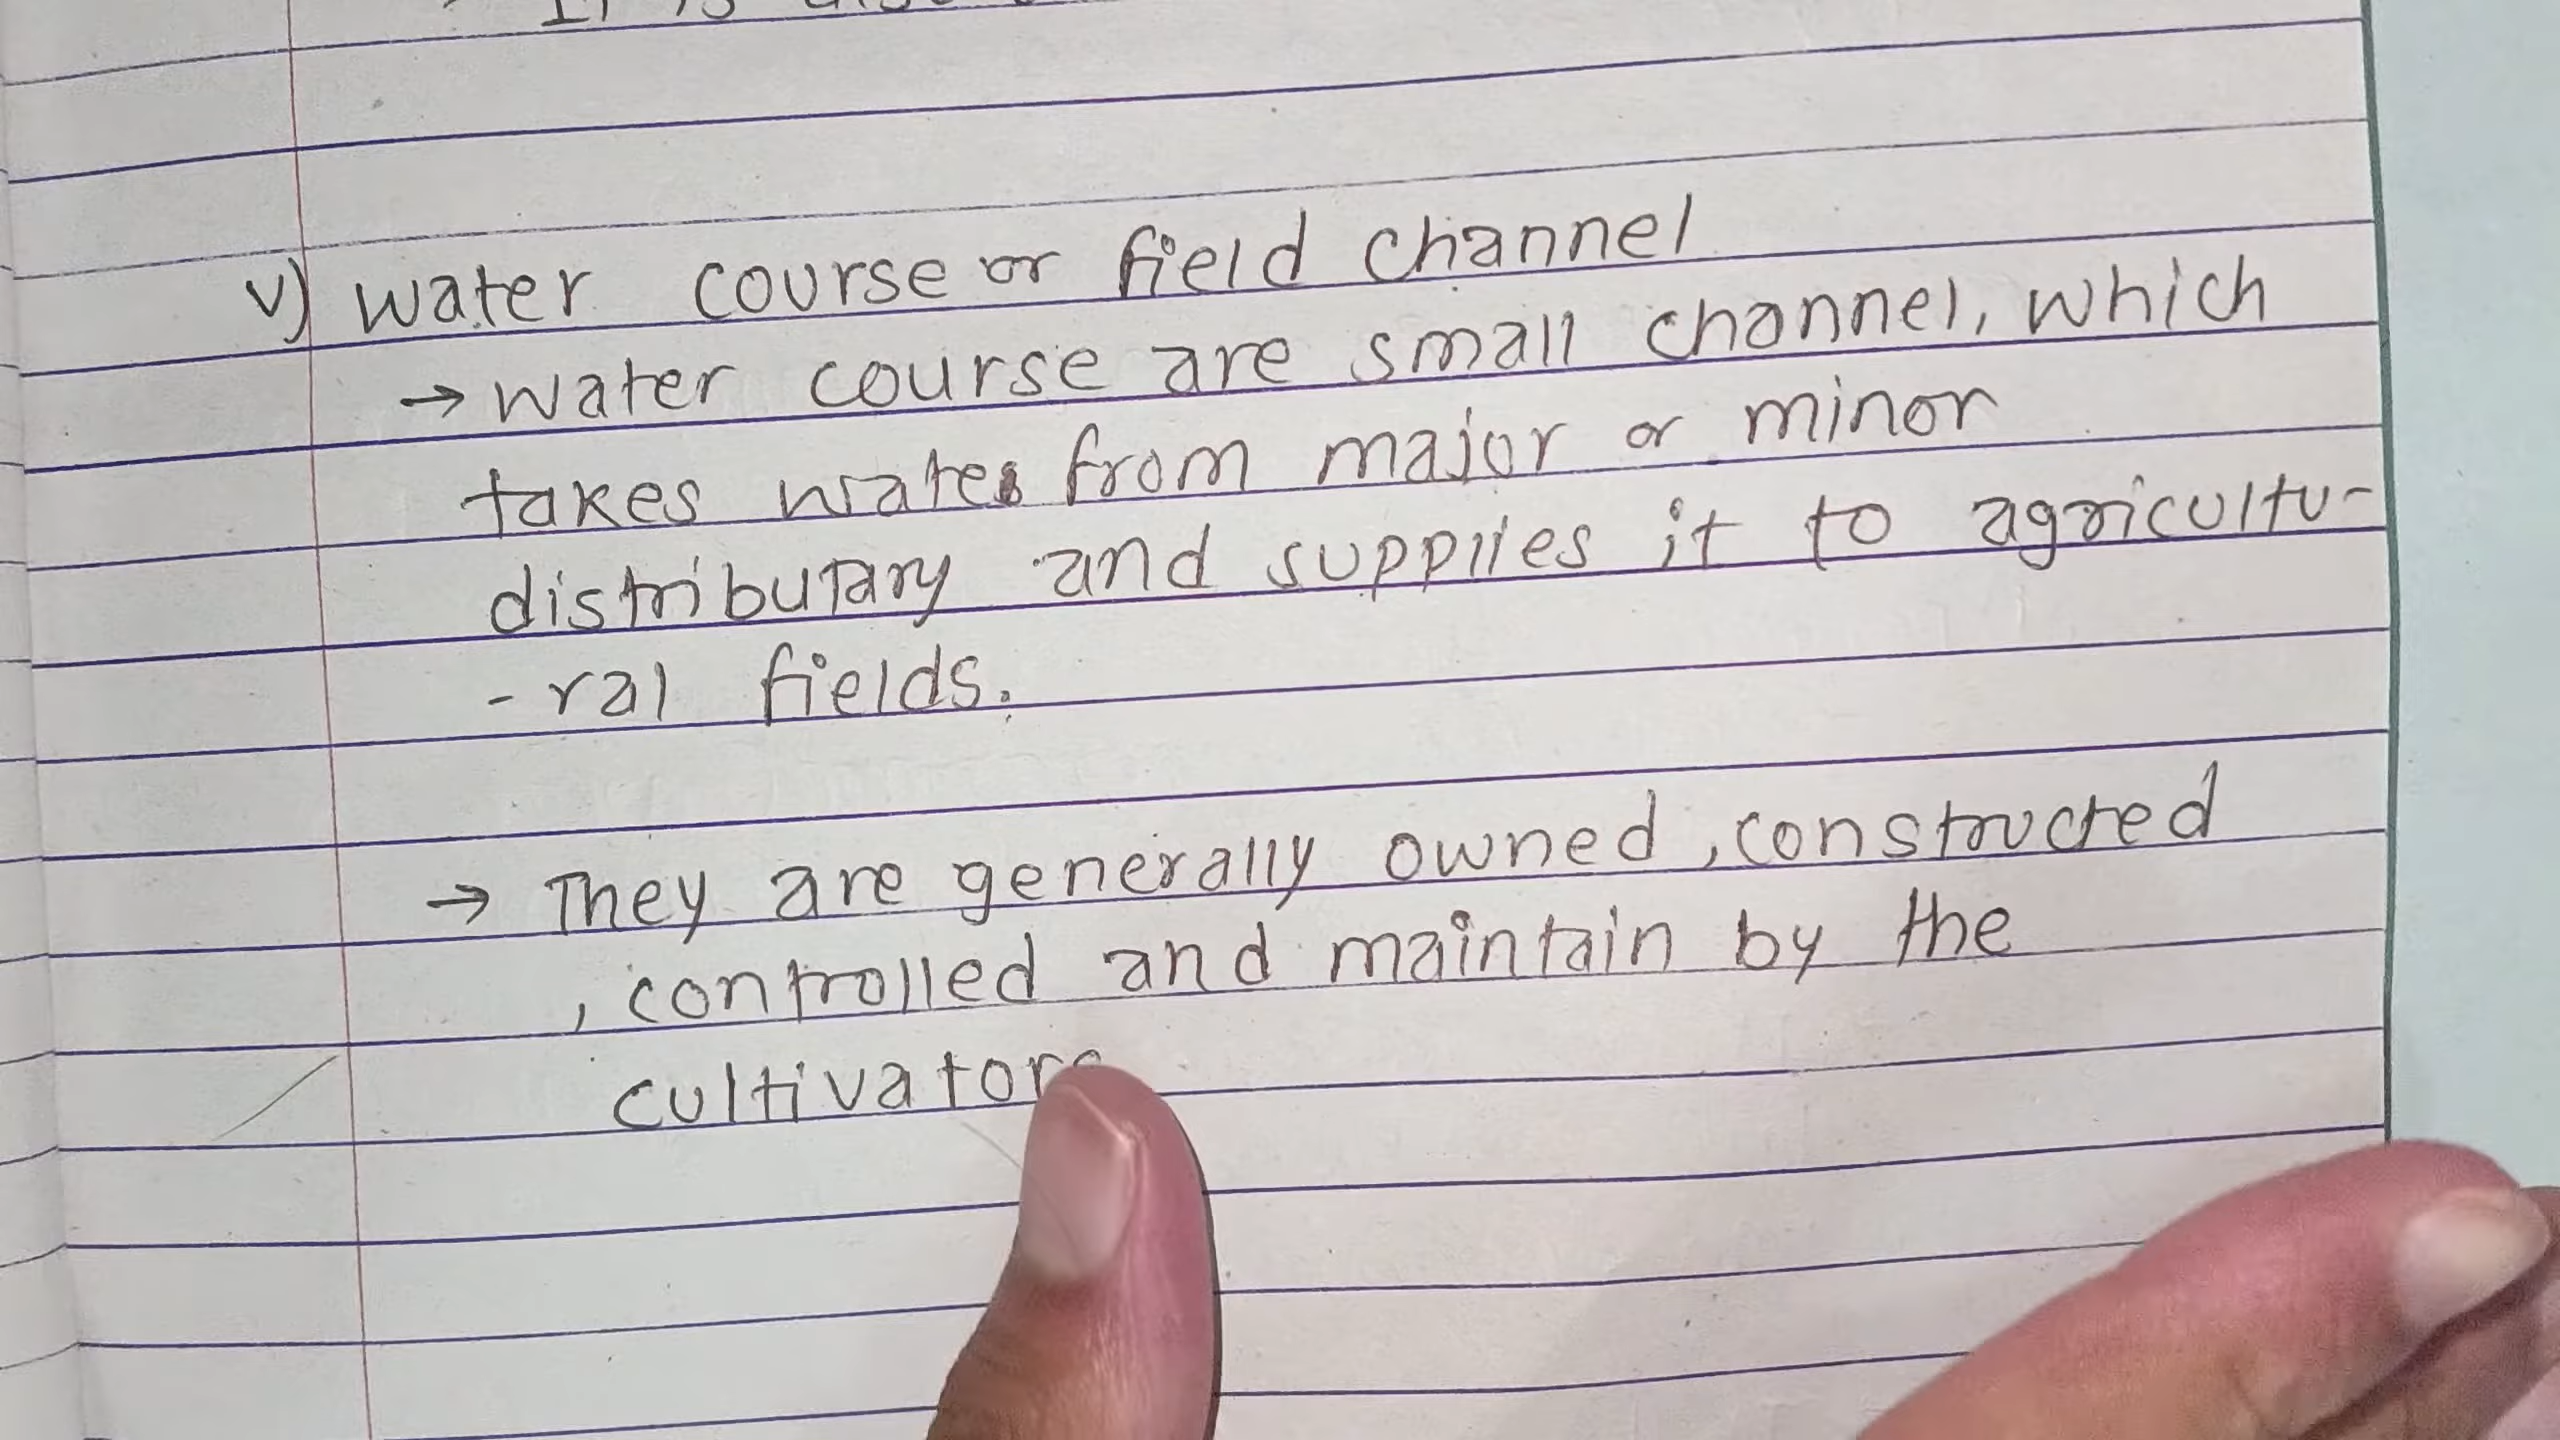 v) water course or field channel
→ water course are small channel, which
takes water from major or minor
distributary and supplies it to agricultu-
- ral fields.
→ They are generally owned, constructed
, controlled and maintain by the
cultivators